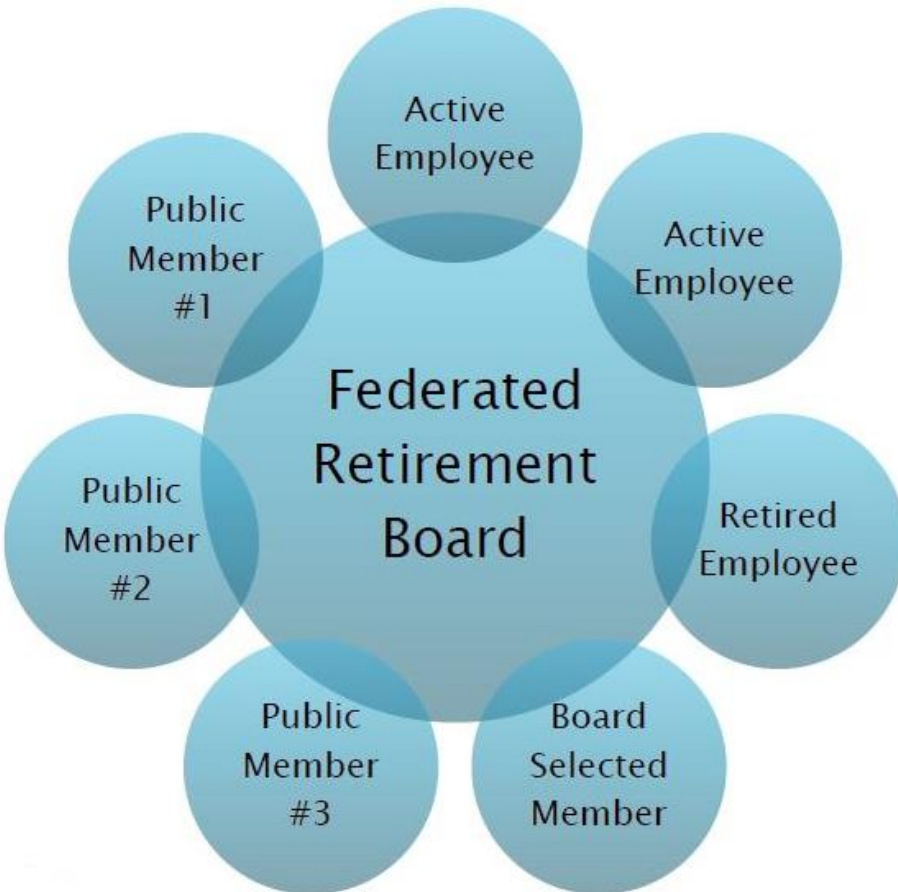 Active
Employee
Active
Employee
Retired
Employee
Board
Selected
Member
Public
Member
#3
Public
Member
#2
Public
Member
#1
Federated
Retirement
Board